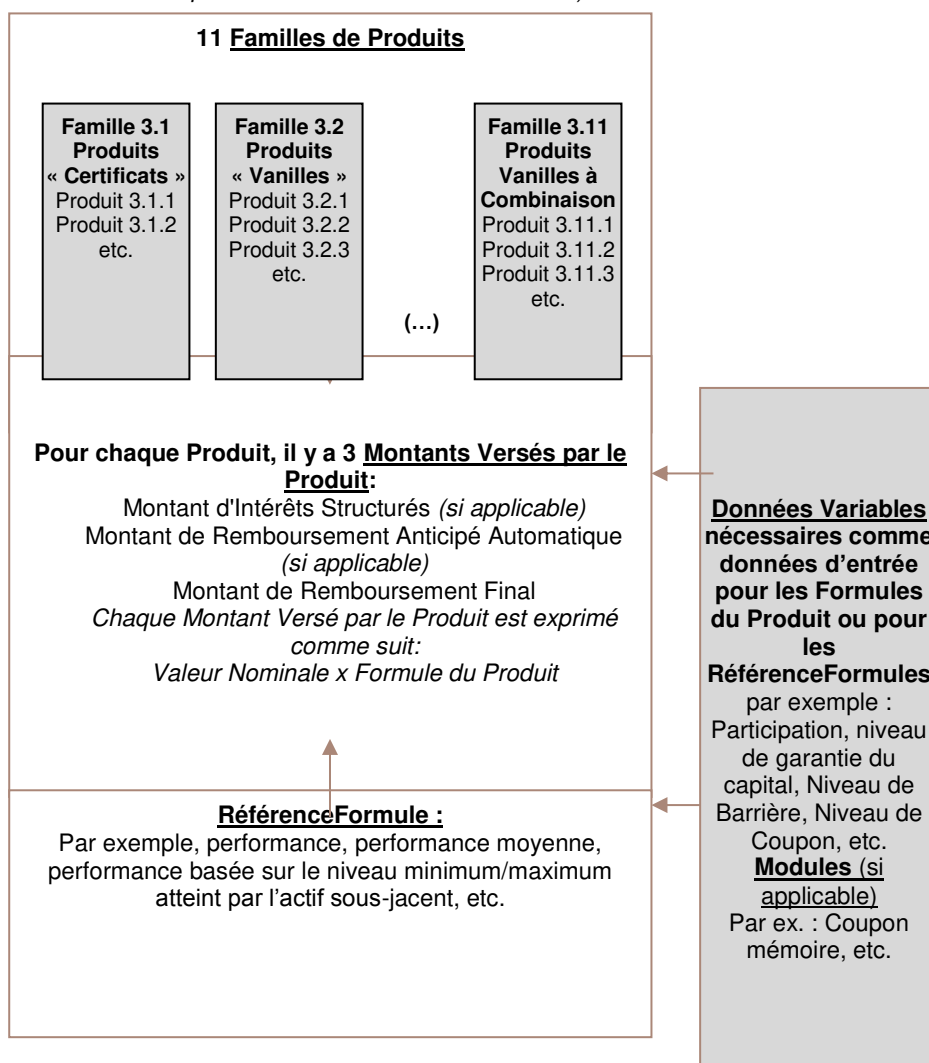 11 Familles de Produits
Famille 3.1
Produits
« Certificats »
Produit 3.1.1
Produit 3.1.2
etc.
Famille 3.2
Produits
« Vanilles »
Produit 3.2.1
Produit 3.2.2
Produit 3.2.3
etc.
(…)
Famille 3.11
Produits
Vanilles à
Combinaison
Produit 3.11.1
Produit 3.11.2
Produit 3.11.3
etc.
Pour chaque Produit, il y a 3 Montants Versés par le
Produit:
Montant d'Intérêts Structurés (si applicable)
Montant de Remboursement Anticipé Automatique
(si applicable)
Montant de Remboursement Final
Chaque Montant Versé par le Produit est exprimé
comme suit:
Valeur Nominale x Formule du Produit
RéférenceFormule :
Par exemple, performance, performance moyenne,
performance basée sur le niveau minimum/maximum
atteint par l'actif sous-jacent, etc.
Données Variables
nécessaires comme
données d'entrée
pour les Formules
du Produit ou pour
les
RéférenceFormules
par exemple :
Participation, niveau
de garantie du
capital, Niveau de
Barrière, Niveau de
Coupon, etc.
Modules (si
applicable)
Par ex. : Coupon
mémoire, etc.